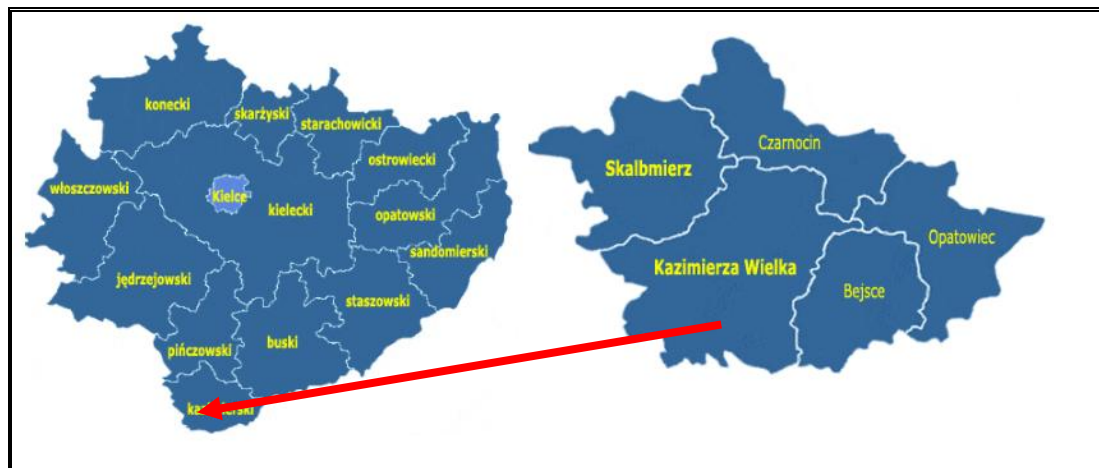 konecki
skarżyski
starachowicki
ostrowiecki
włoszczowski
Kielce
kielecki
opatowski
sandomierski
jędrzejowski
staszowski
buski
pińczowski
Czarnocin
Skalbmierz
Opatowiec
Kazimierza Wielka
Bejsce